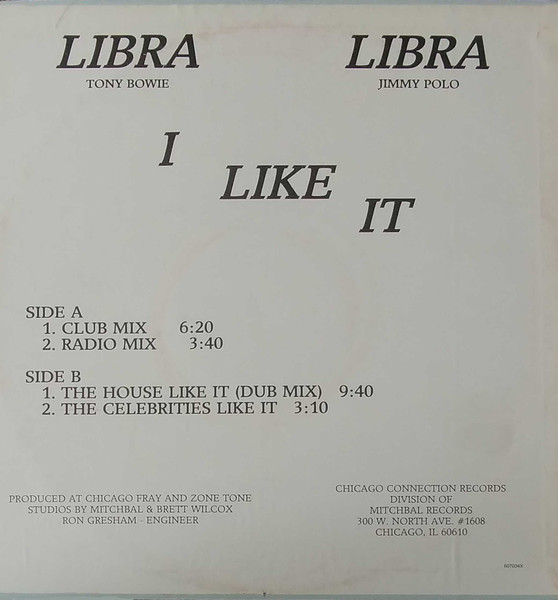 LIBRA LIBRA
TONY BOWIE JIMMY POLO
I
LIKE
IT
SIDE A
1. CLUB MIX 6:20
2. RADIO MIX 3:40
SIDE B
1. THE HOUSE LIKE IT (DUB MIX) 9:40
2. THE CELEBRITIES LIKE IT 3:10
PRODUCED AT CHICAGO FRAY AND ZONE TONE
STUDIOS BY MITCHBAL & BRETT WILCOX
RON GRESHAM - ENGINEER
CHICAGO CONNECTION RECORDS
DIVISION OF
MITCHBAL RECORDS
300 W. NORTH AVE. #1608
CHICAGO, IL 60610